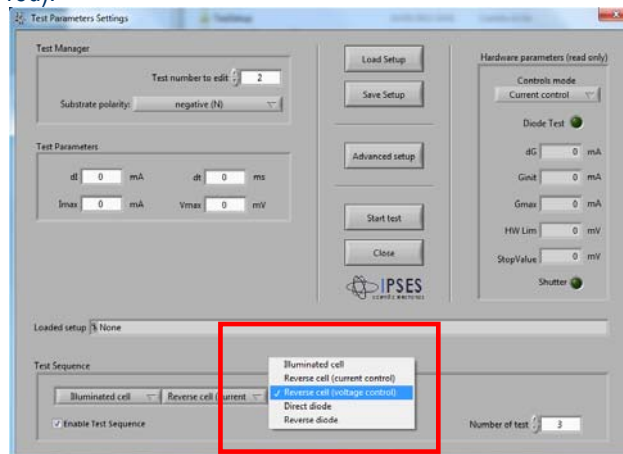 Test Parameters Settings
Test Manager
Test number to edit 2
Substrate polarity: negative (N)
Test Parameters
dI 0 mA dt 0 ms
Imax 0 mA Vmax 0 mV
Load Setup
Save Setup
Advanced setup
Start test
Close
IPSES
Hardware parameters (read only)
Controls mode
Current control
Diode Test
dG 0 mA
Ginit 0 mA
Gmax 0 mA
HW Lim 0 mV
StopValue 0 mV
Shutter
Loaded setup None
Test Sequence
Illuminated cell
Reverse cell (current
Illuminated cell
Reverse cell (current control)
✓ Reverse cell (voltage control)
Direct diode
Reverse diode
Enable Test Sequence
Number of test 3